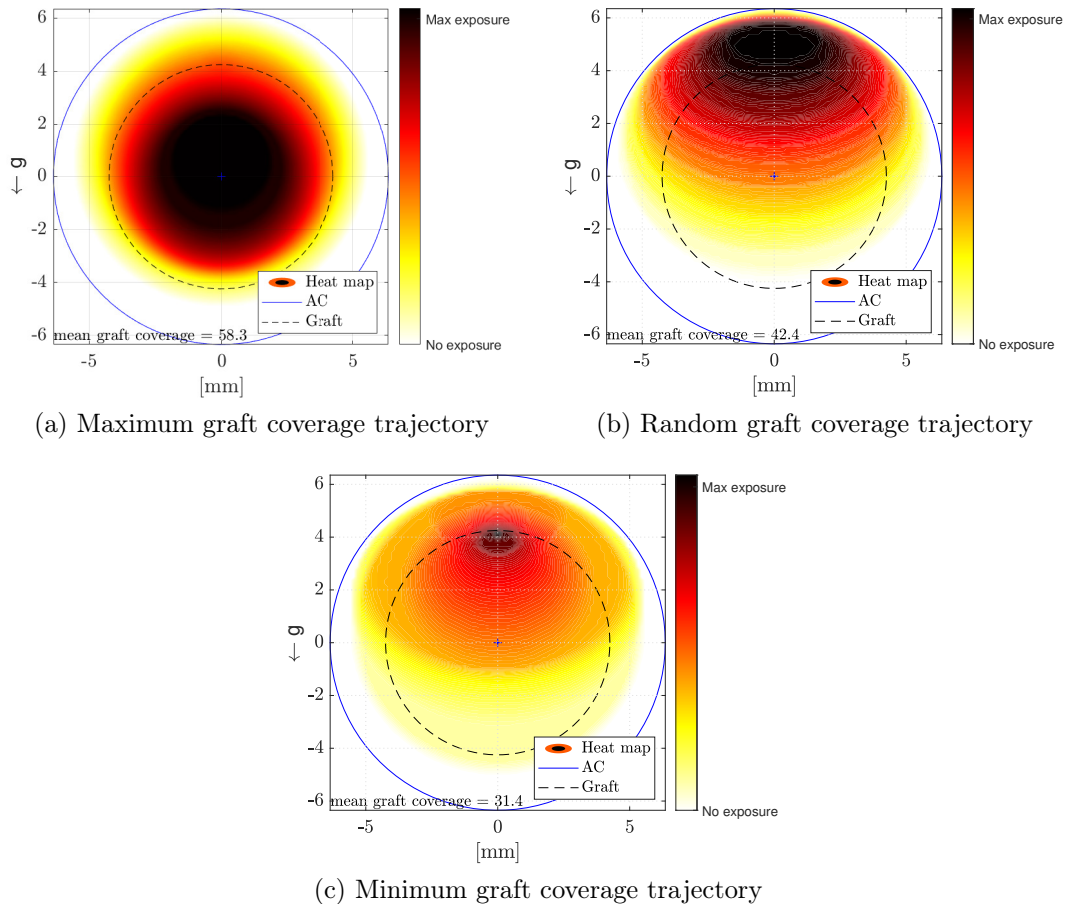 Max exposure
6
4
2
0
-2
-4
-6
← g
Heat map
AC
Graft
mean graft coverage = 58.3
No exposure
-5
0
5
[mm]
(a) Maximum graft coverage trajectory
Max exposure
6
4
2
0
-2
-4
-6
← g
Heat map
AC
Graft
mean graft coverage = 42.4
No exposure
-5
0
5
[mm]
(b) Random graft coverage trajectory
Max exposure
6
4
2
0
-2
-4
-6
← g
Heat map
AC
Graft
mean graft coverage = 31.4
No exposure
-5
0
5
[mm]
(c) Minimum graft coverage trajectory